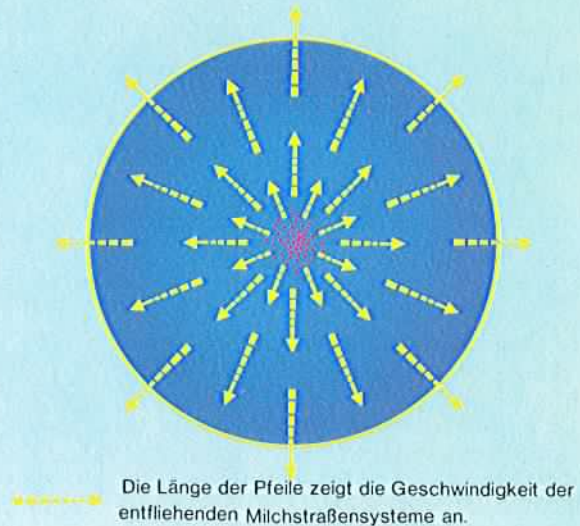 Die Länge der Pfeile zeigt die Geschwindigkeit der
entfliehenden Milchstraßensysteme an.